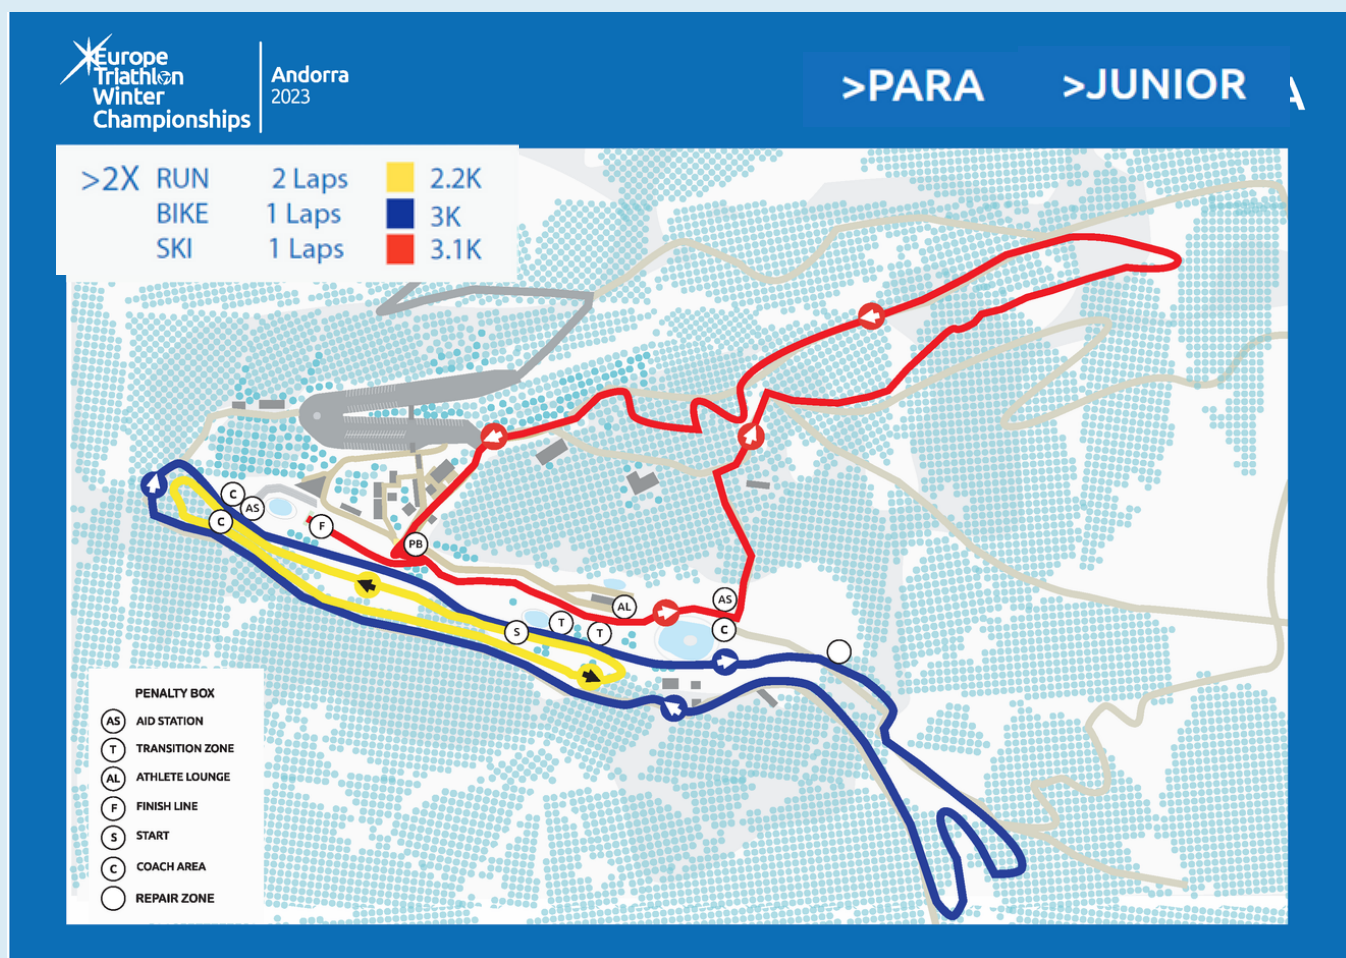 Europe
Triathlon
Winter
Championships
Andorra
2023
>PARA >JUNIOR A
>2X RUN 2 Laps 2.2K
BIKE 1 Laps 3K
SKI 1 Laps 3.1K
C
AS
C
F
PB
AL
AS
T
S
T
C
PENALTY BOX
AS AID STATION
T TRANSITION ZONE
AL ATHLETE LOUNGE
F FINISH LINE
S START
C COACH AREA
REPAIR ZONE